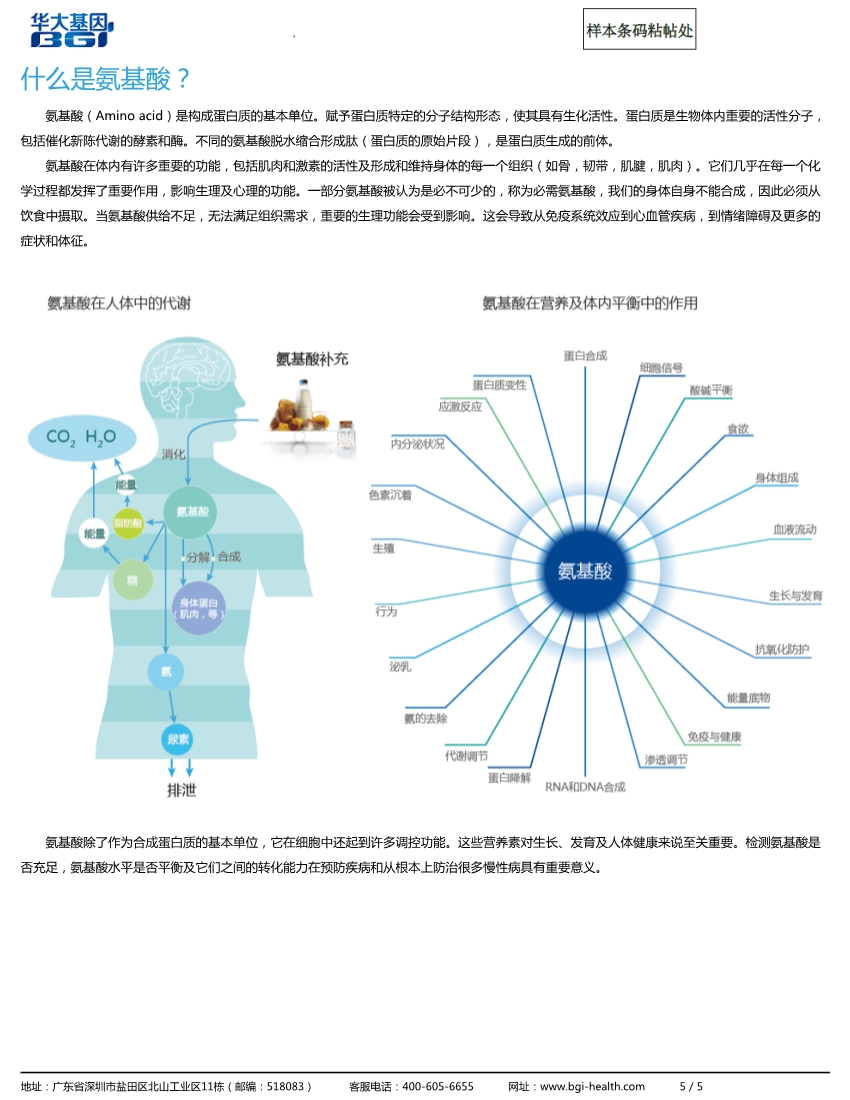 华大基因
BGI
样本条码粘帖处
什么是氨基酸？
氨基酸（Amino acid）是构成蛋白质的基本单位。赋予蛋白质特定的分子结构形态，使其具有生化活性。蛋白质是生物体内重要的活性分子，
包括催化新陈代谢的酵素和酶。不同的氨基酸脱水缩合形成肽（蛋白质的原始片段），是蛋白质生成的前体。
氨基酸在体内有许多重要的功能，包括肌肉和激素的活性及形成和维持身体的每一个组织（如骨，韧带，肌腱，肌肉）。它们几乎在每一个化
学过程都发挥了重要作用，影响生理及心理的功能。一部分氨基酸被认为是必不可少的，称为必需氨基酸，我们的身体自身不能合成，因此必须从
饮食中摄取。当氨基酸供给不足，无法满足组织需求，重要的生理功能会受到影响。这会导致从免疫系统效应到心血管疾病，到情绪障碍及更多的
症状和体征。
氨基酸在人体中的代谢
氨基酸补充
CO2 H2O
消化
能量
氨基酸
脂肪酸
能量
分解
合成
糖
身体蛋白
（肌肉，等）
氨
尿素
排泄
氨基酸在营养及体内平衡中的作用
蛋白合成
细胞信号
酸碱平衡
食欲
身体组成
血液流动
生长与发育
抗氧化防护
能量底物
免疫与健康
渗透调节
RNA和DNA合成
蛋白降解
代谢调节
氨的去除
泌乳
行为
生殖
色素沉着
内分泌状况
应激反应
蛋白质变性
氨基酸
氨基酸除了作为合成蛋白质的基本单位，它在细胞中还起到许多调控功能。这些营养素对生长、发育及人体健康来说至关重要。检测氨基酸是
否充足，氨基酸水平是否平衡及它们之间的转化能力在预防疾病和从根本上防治很多慢性病具有重要意义。
地址：广东省深圳市盐田区北山工业区11栋（邮编：518083） 客服电话：400-605-6655 网址：www.bgi-health.com 5 / 5